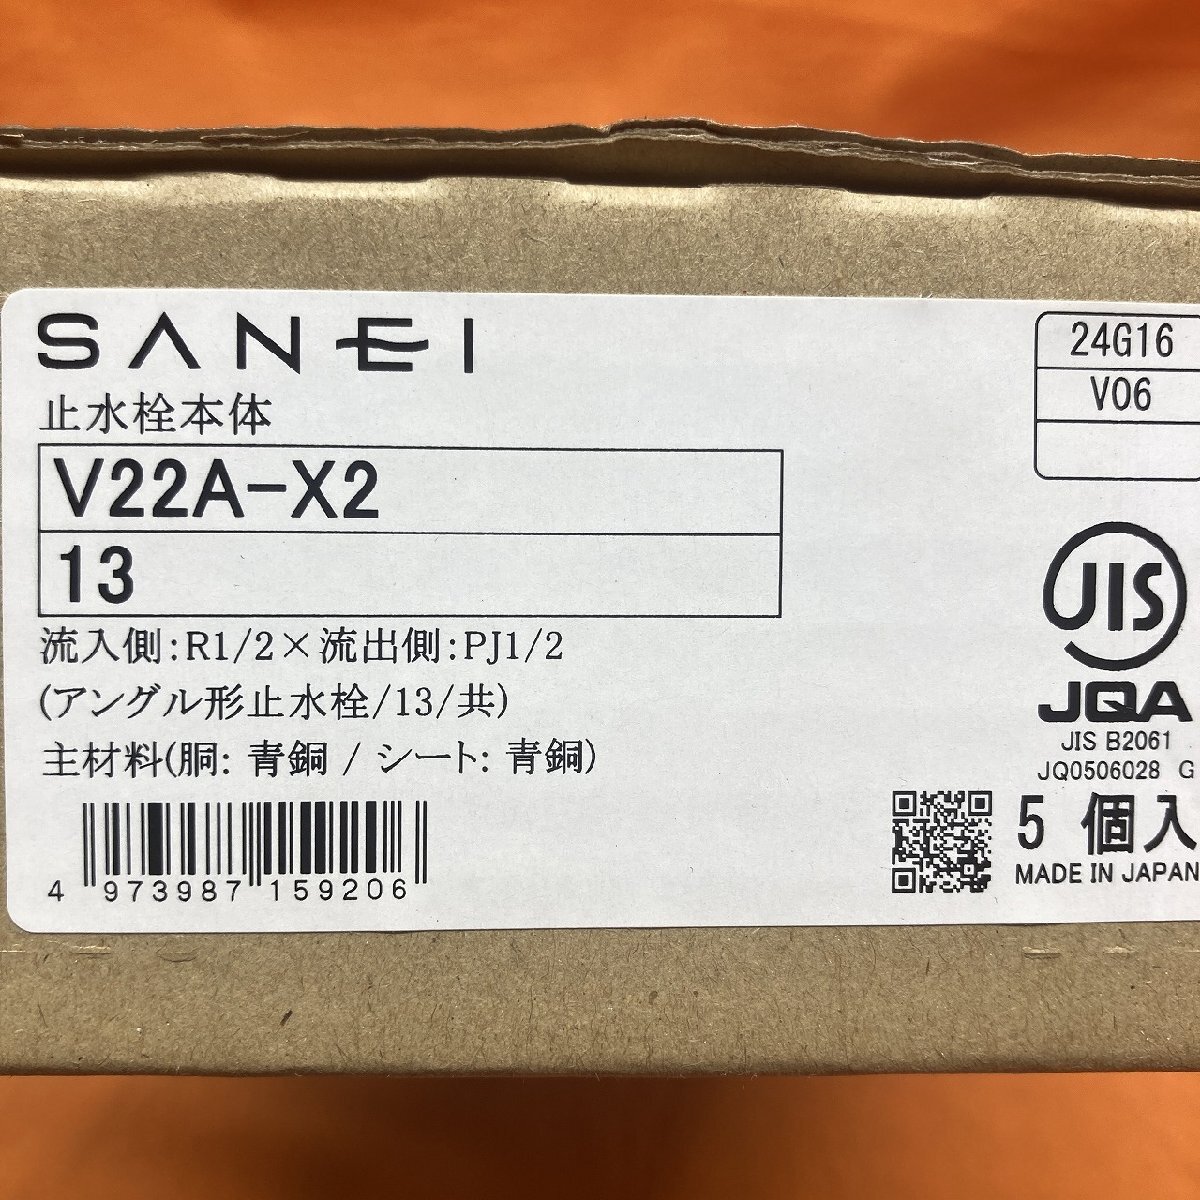 SANEI
止水栓本体
V22A-X2
13
流入側:R1/2×流出側:PJ1/2
(アングル形止水栓/13/共)
主材料(胴: 青銅 / シート: 青銅)
4 973987 159206
24G16
V06
JIS
JQA
JIS B2061
JQ0506028 G
5 個入
MADE IN JAPAN